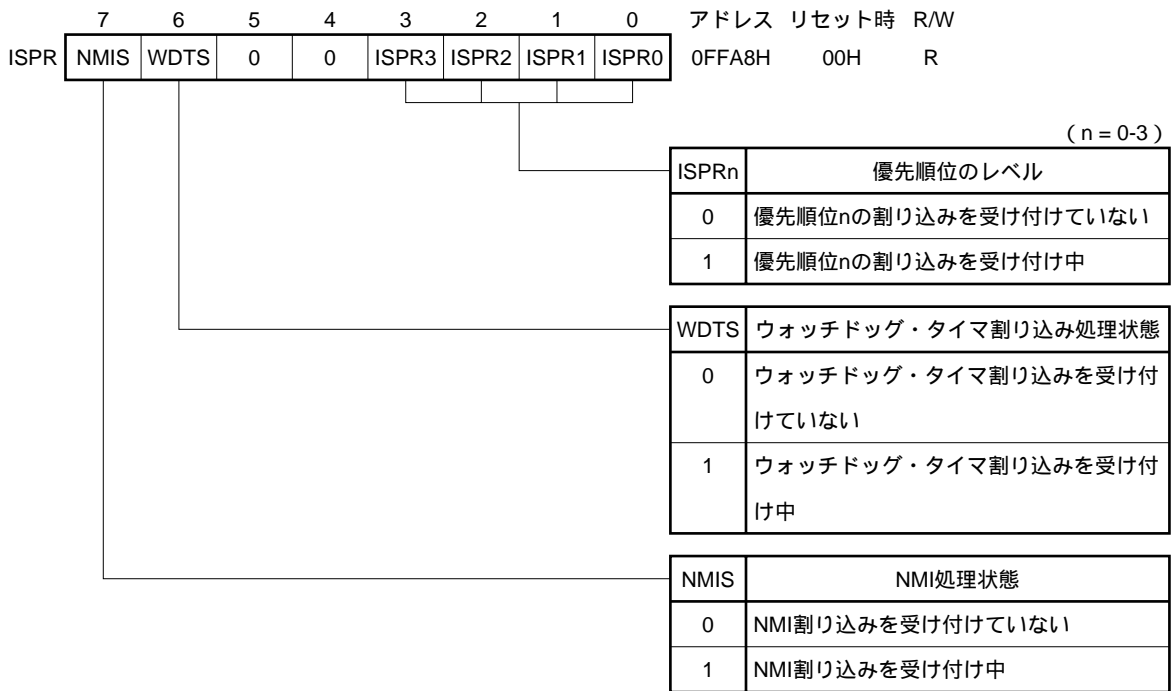 7 6 5 4 3 2 1 0 アドレス リセット時 R/W
ISPR NMIS WDTS 0 0 ISPR3 ISPR2 ISPR1 ISPR0 0FFA8H 00H R
(n = 0-3)
ISPRn 優先順位のレベル
0 優先順位nの割り込みを受け付けていない
1 優先順位nの割り込みを受け付け中
WDTS ウォッチドッグ・タイマ割り込み処理状態
0 ウォッチドッグ・タイマ割り込みを受け付
けていない
1 ウォッチドッグ・タイマ割り込みを受け付
け中
NMIS NMI処理状態
0 NMI割り込みを受け付けていない
1 NMI割り込みを受け付け中